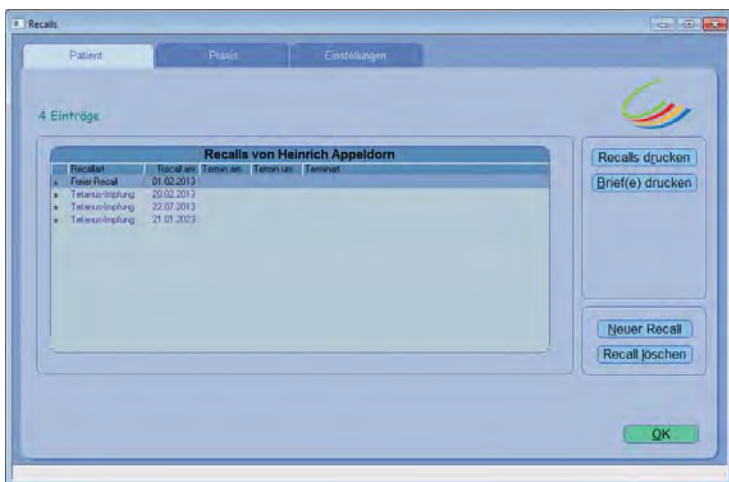 Recalls
Patient Praxis Einstellungen
4 Einträge
Recalls von Heinrich Appeldorn
Recallart Recall am Termin am Termin um Terminart
Freier Recall 01.02.2013
Tetanus-Impfung 20.02.2013
Tetanus-Impfung 22.07.2013
Tetanus-Impfung 21.01.2023
Recalls drucken
Brief(e) drucken
Neuer Recall
Recall löschen
OK